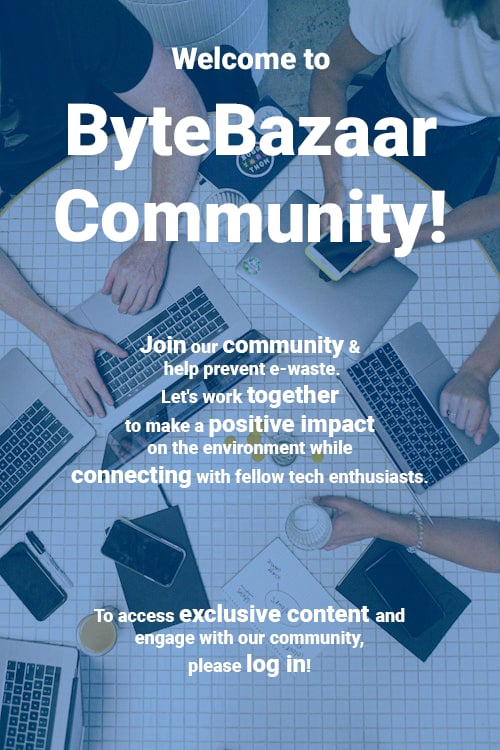 Welcome to
ByteBazaar
Community!
Join our community &
help prevent e-waste.
Let's work together
to make a positive impact
on the environment while
connecting with fellow tech enthusiasts.
To access exclusive content and
engage with our community,
please log in!